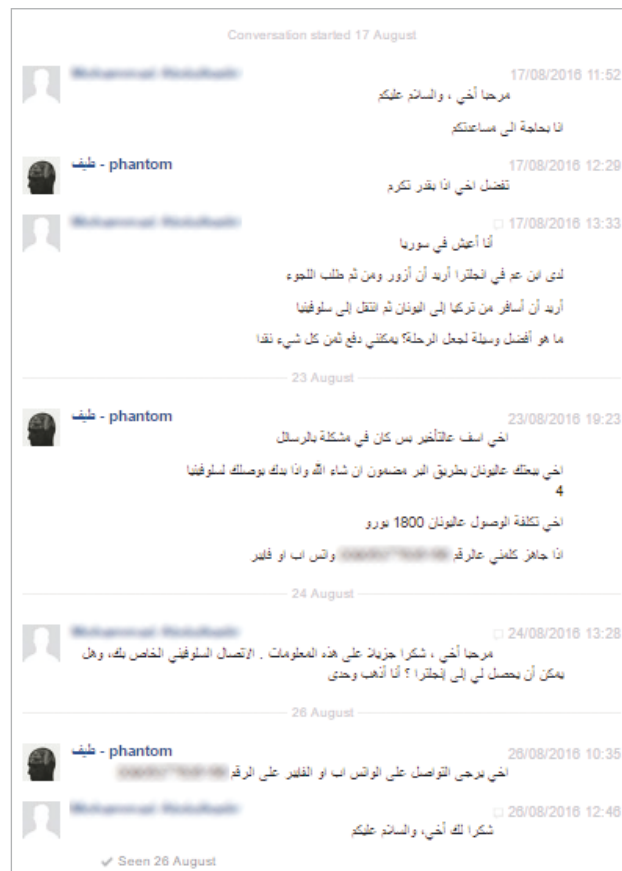 Conversation started 17 August
17/08/2016 11:52
مرحبا أخي ، والسلام عليكم
انا بحاجة الى مساعدتكم
طيف - phantom
17/08/2016 12:29
تفضل اخي اذا بقدر تكرم
17/08/2016 13:33
أنا أعيش في سوريا
لدى ابن عم في انجلترا أريد أن أزور ومن ثم طلب اللجوء
أريد أن أسافر من تركيا إلى اليونان ثم انتقل إلى سلوفينيا
ما هو أفضل وسيلة لجعل الرحلة؟ يمكنني دفع ثمن كل شيء نقدا
23 August
طيف - phantom
23/08/2016 19:23
اخي اسف عالتأخير بس كان في مشكلة بالرسائل
اخي ببعتك عاليونان بطريق البر مضمون ان شاء الله واذا بدك بوصلك لسلوفينيا
4
اخي تكلفة الوصول عاليونان 1800 يورو
اذا جاهز كلمني عالرقم واتس اب او فايبر
24 August
24/08/2016 13:28
مرحبا أخي ، شكرا جزيلا على هذه المعلومات . الاتصال السلوفيني الخاص بك، وهل
يمكن أن يحصل لي إلى إنجلترا ؟ أنا أذهب وحدى
26 August
طيف - phantom
26/08/2016 10:35
اخي يرجى التواصل على الواتس اب او الفايبر على الرقم
26/08/2016 12:46
شكرا لك أخي، والسلام عليكم
Seen 26 August